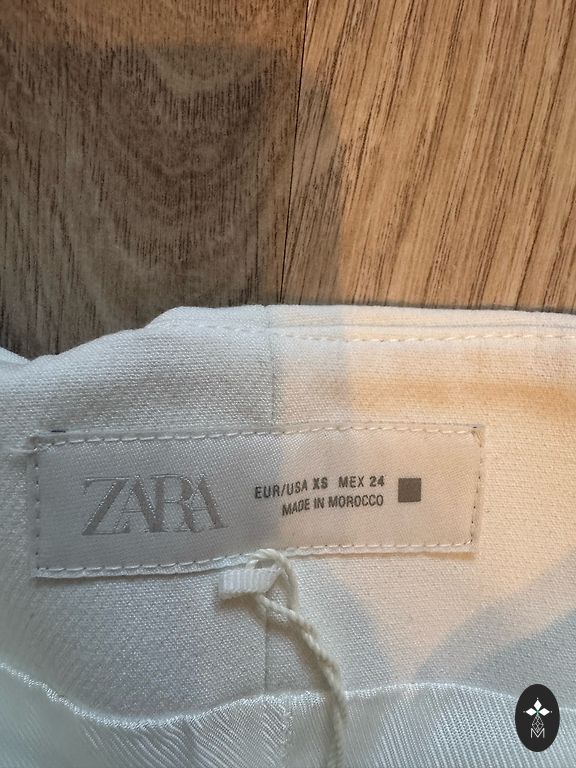 ZARA
EUR/USA XS MEX 24
MADE IN MOROCCO
M